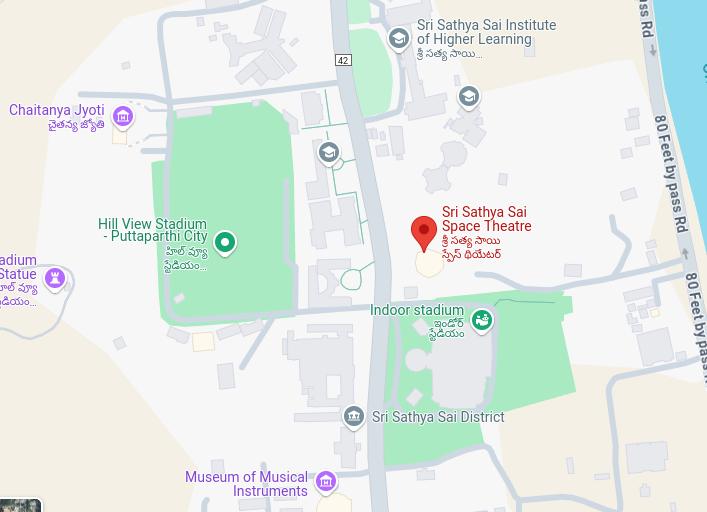 Sri Sathya Sai Institute
of Higher Learning
శ్రీ సత్య సాయి...
42
80 Feet by pass Rd
Chaitanya Jyoti
చైతన్య జ్యోతి
Sri Sathya Sai
Space Theatre
శ్రీ సత్య సాయి
స్పేస్ థియేటర్
Hill View Stadium
- Puttaparthi City
హిల్ వ్యూ
స్టేడియం...
Statue
80 Feet by pass
Indoor stadium
ఇండోర్
స్టేడియం
Sri Sathya Sai District
Museum of Musical
Instruments